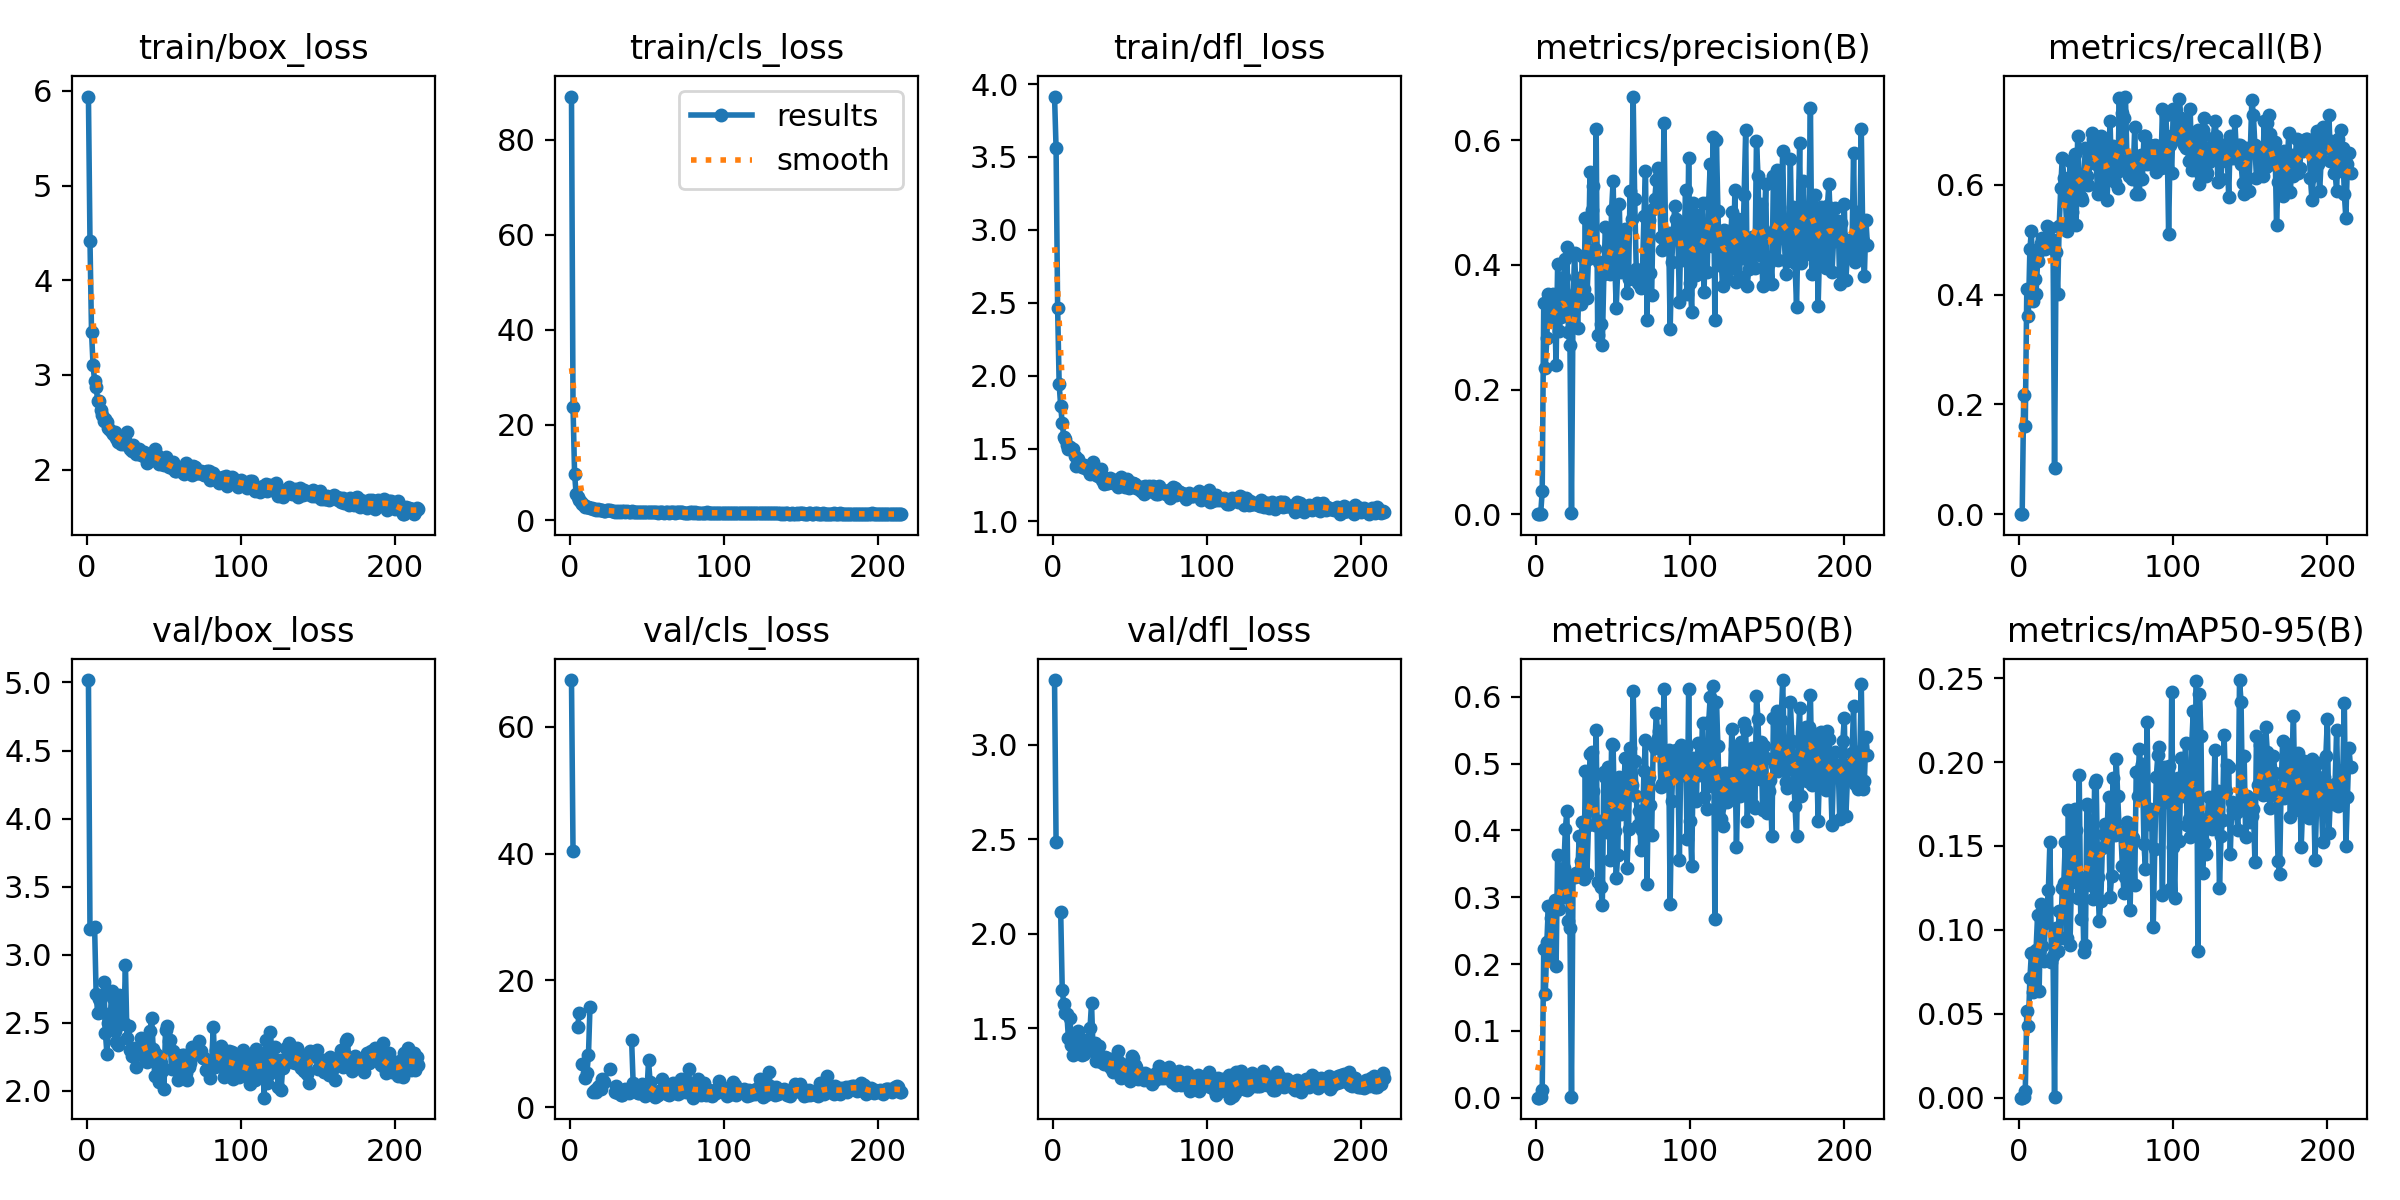 train/box_loss
6
5
4
3
2
0 100 200
train/cls_loss
results
smooth
80
60
40
20
0
0 100 200
train/dfl_loss
4.0
3.5
3.0
2.5
2.0
1.5
1.0
0 100 200
metrics/precision(B)
0.6
0.4
0.2
0.0
0 100 200
metrics/recall(B)
0.6
0.4
0.2
0.0
0 100 200
val/box_loss
5.0
4.5
4.0
3.5
3.0
2.5
2.0
0 100 200
val/cls_loss
60
40
20
0
0 100 200
val/dfl_loss
3.0
2.5
2.0
1.5
0 100 200
metrics/mAP50(B)
0.6
0.5
0.4
0.3
0.2
0.1
0.0
0 100 200
metrics/mAP50-95(B)
0.25
0.20
0.15
0.10
0.05
0.00
0 100 200